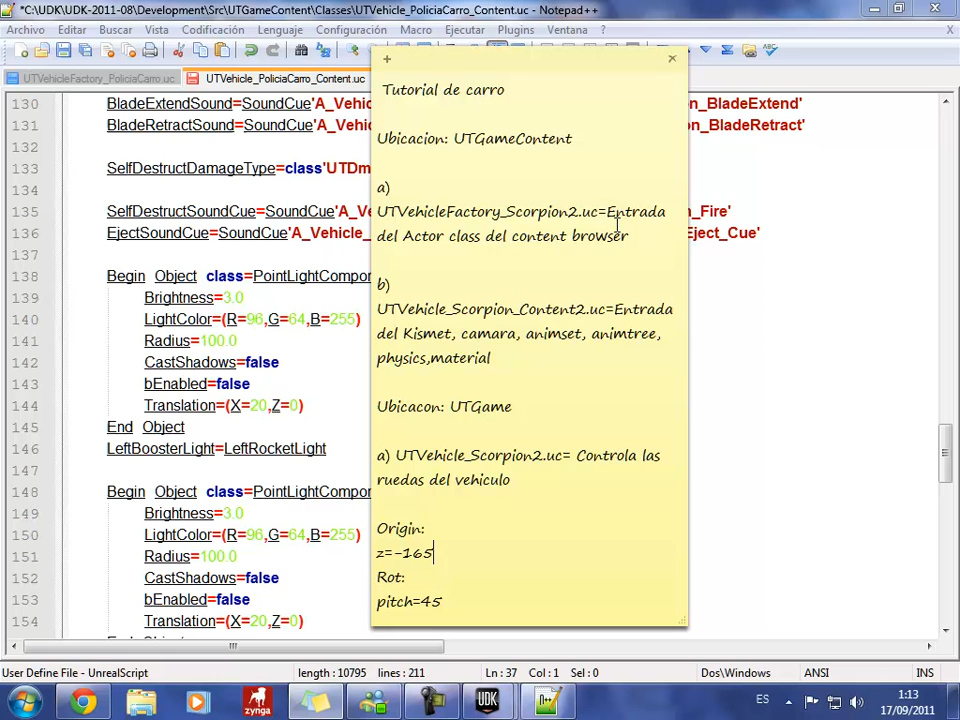 *C:\UDK\UDK-2011-08\Development\Src\UTGameContent\Classes\UTVehicle_PoliciaCarro_Content.uc - Notepad++
Archivo Editar Buscar Vista Codificación Lenguaje Configuración Macro Ejecutar Plugins Ventana ? X
UTVehicleFactory_PoliciaCarro.uc UTVehicle_PoliciaCarro_Content.uc
130 BladeExtendSound=SoundCue'A_Vehic on_BladeExtend'
131 BladeRetractSound=SoundCue'A_Vehic on_BladeRetract'
132
133 SelfDestructDamageType=class'UTDm
134
135 SelfDestructSoundCue=SoundCue'A_Ve n_Fire'
136 EjectSoundCue=SoundCue'A_Vehicle_ Eject_Cue'
137
138 Begin Object class=PointLightCompor
139 Brightness=3.0
140 LightColor=(R=96,G=64,B=255)
141 Radius=100.0
142 CastShadows=false
143 bEnabled=false
144 Translation=(X=20,Z=0)
145 End Object
146 LeftBoosterLight=LeftRocketLight
147
148 Begin Object class=PointLightCompor
149 Brightness=3.0
150 LightColor=(R=96,G=64,B=255)
151 Radius=100.0
152 CastShadows=false
153 bEnabled=false
154 Translation=(X=20,Z=0)
Tutorial de carro
Ubicacion: UTGameContent
a)
UTVehicleFactory_Scorpion2.uc=Entrada
del Actor class del content browser
b)
UTVehicle_Scorpion_Content2.uc=Entrada
del Kismet, camara, animset, animtree,
physics,material
Ubicacon: UTGame
a) UTVehicle_Scorpion2.uc= Controla las
ruedas del vehiculo
Origin:
z=-165
Rot:
pitch=45
User Define File - UnrealScript length : 10795 lines : 211 Ln : 37 Col : 1 Sel : 0 Dos\Windows ANSI INS
zynga UDK ES 1:13
17/09/2011